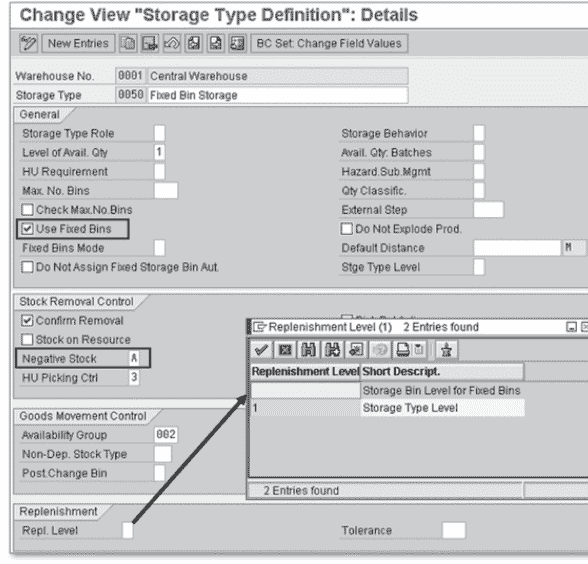 Change View "Storage Type Definition": Details
New Entries BC Set: Change Field Values
Warehouse No. 0001 Central Warehouse
Storage Type 0050 Fixed Bin Storage
General
Storage Type Role Storage Behavior
Level of Avail. Qty 1 Avail. Qty: Batches
HU Requirement Hazard.Sub.Mgmt
Max. No. Bins Qty Classific.
Check Max.No.Bins External Step
Use Fixed Bins Do Not Explode Prod.
Fixed Bins Mode Default Distance M
Do Not Assign Fixed Storage Bin Aut. Stge Type Level
Stock Removal Control
Confirm Removal
Stock on Resource
Negative Stock A
HU Picking Ctrl 3
Replenishment Level (1) 2 Entries found
Replenishment Level Short Descript.
Storage Bin Level for Fixed Bins
1 Storage Type Level
2 Entries found
Goods Movement Control
Availability Group 002
Non-Dep. Stock Type
Post.Change Bin
Replenishment
Repl. Level Tolerance